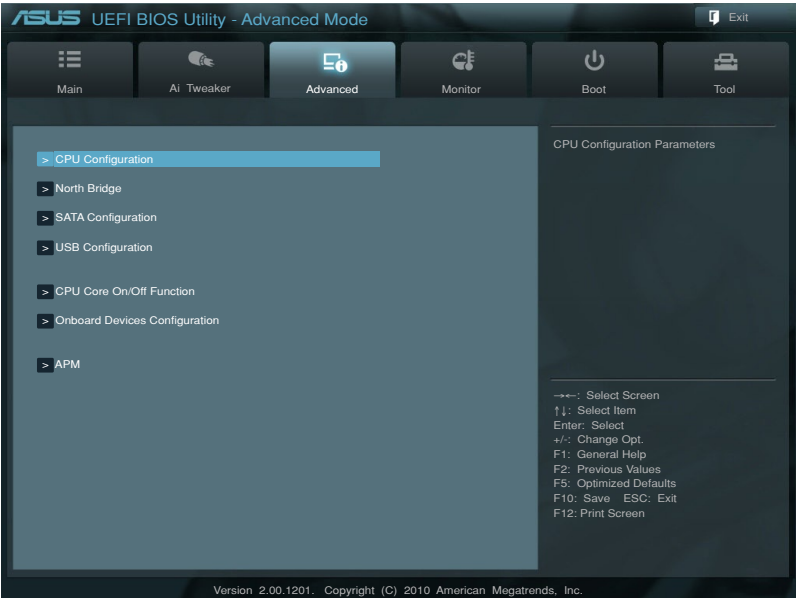 ASUS UEFI BIOS Utility - Advanced Mode
Exit
Main
Ai Tweaker
Advanced
Monitor
Boot
Tool
> CPU Configuration
> North Bridge
> SATA Configuration
> USB Configuration
> CPU Core On/Off Function
> Onboard Devices Configuration
> APM
CPU Configuration Parameters
→←: Select Screen
↑↓: Select Item
Enter: Select
+/-: Change Opt.
F1: General Help
F2: Previous Values
F5: Optimized Defaults
F10: Save ESC: Exit
F12: Print Screen
Version 2.00.1201. Copyright (C) 2010 American Megatrends, Inc.